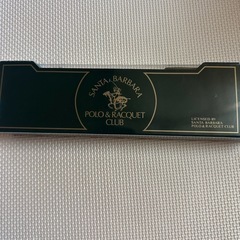 SANTA BARBARA
POLO & RACQUET
CLUB
LICENSED BY
SANTA BARBARA
POLO & RACQUET CLUB